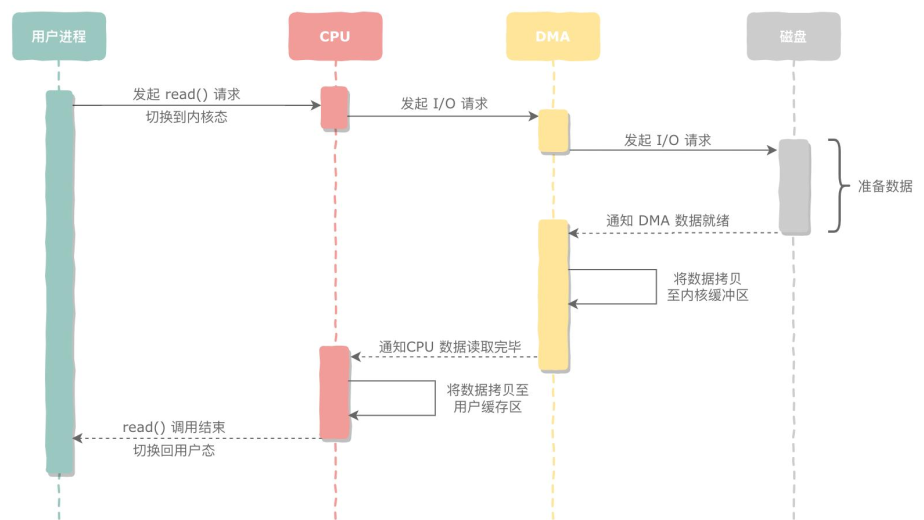 用户进程
CPU
DMA
磁盘
发起 read() 请求
切换到内核态
发起 I/O 请求
发起 I/O 请求
准备数据
通知 DMA 数据就绪
将数据拷贝
至内核缓冲区
通知CPU 数据读取完毕
将数据拷贝至
用户缓存区
read() 调用结束
切换回用户态